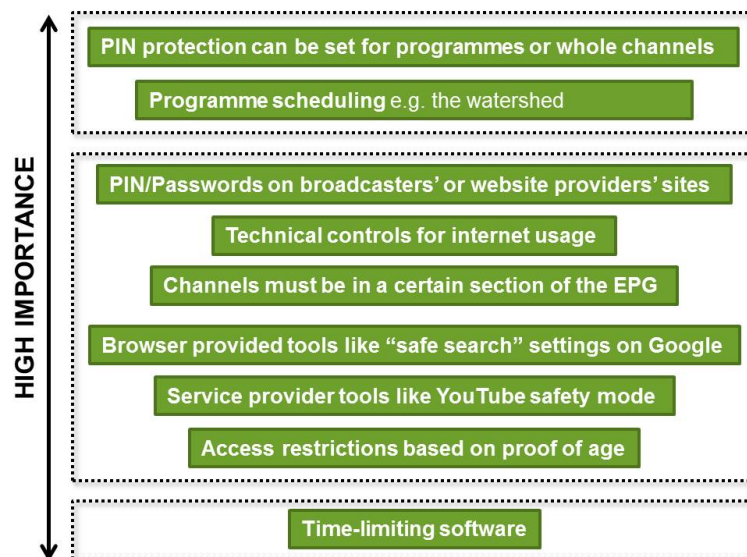 HIGH IMPORTANCE
PIN protection can be set for programmes or whole channels
Programme scheduling e.g. the watershed
PIN/Passwords on broadcasters’ or website providers’ sites
Technical controls for internet usage
Channels must be in a certain section of the EPG
Browser provided tools like “safe search” settings on Google
Service provider tools like YouTube safety mode
Access restrictions based on proof of age
Time-limiting software